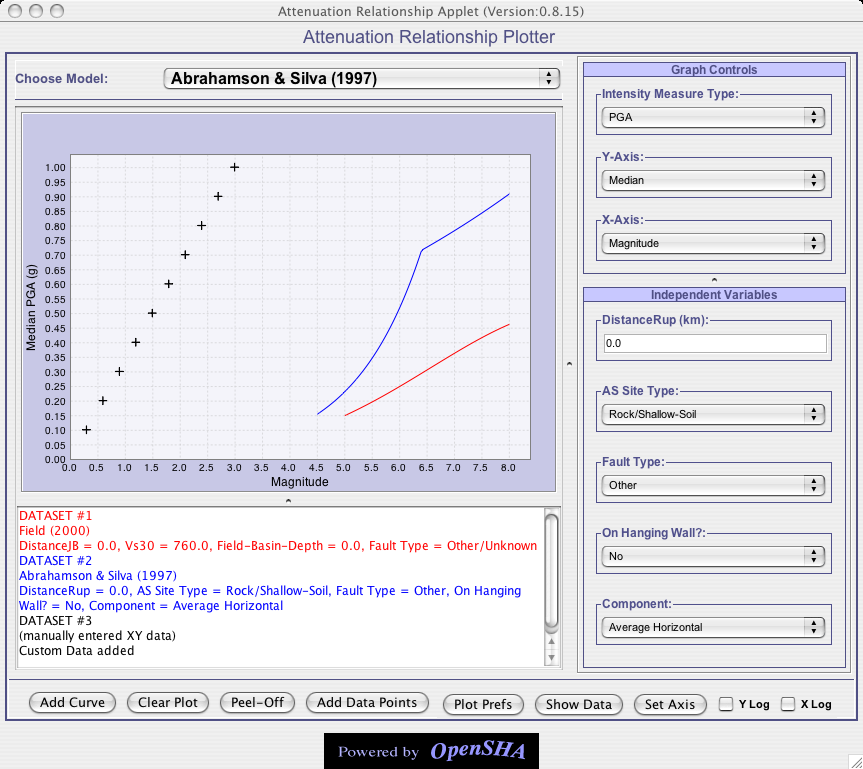 Attenuation Relationship Applet (Version:0.8.15)
Attenuation Relationship Plotter
Choose Model:
Abrahamson & Silva (1997)
1.00
0.95
0.90
0.85
0.80
0.75
0.70
0.65
0.60
0.55
0.50
0.45
0.40
0.35
0.30
0.25
0.20
0.15
0.10
0.05
0.00
Median PGA (g)
0.0 0.5 1.0 1.5 2.0 2.5 3.0 3.5 4.0 4.5 5.0 5.5 6.0 6.5 7.0 7.5 8.0
Magnitude
DATASET #1
Field (2000)
DistanceJB = 0.0, Vs30 = 760.0, Field-Basin-Depth = 0.0, Fault Type = Other/Unknown
DATASET #2
Abrahamson & Silva (1997)
DistanceRup = 0.0, AS Site Type = Rock/Shallow-Soil, Fault Type = Other, On Hanging
Wall? = No, Component = Average Horizontal
DATASET #3
(manually entered XY data)
Custom Data added
Graph Controls
Intensity Measure Type:
PGA
Y-Axis:
Median
X-Axis:
Magnitude
Independent Variables
DistanceRup (km):
0.0
AS Site Type:
Rock/Shallow-Soil
Fault Type:
Other
On Hanging Wall?:
No
Component:
Average Horizontal
Add Curve Clear Plot Peel-Off Add Data Points Plot Prefs Show Data Set Axis Y Log X Log
Powered by OpenSHA